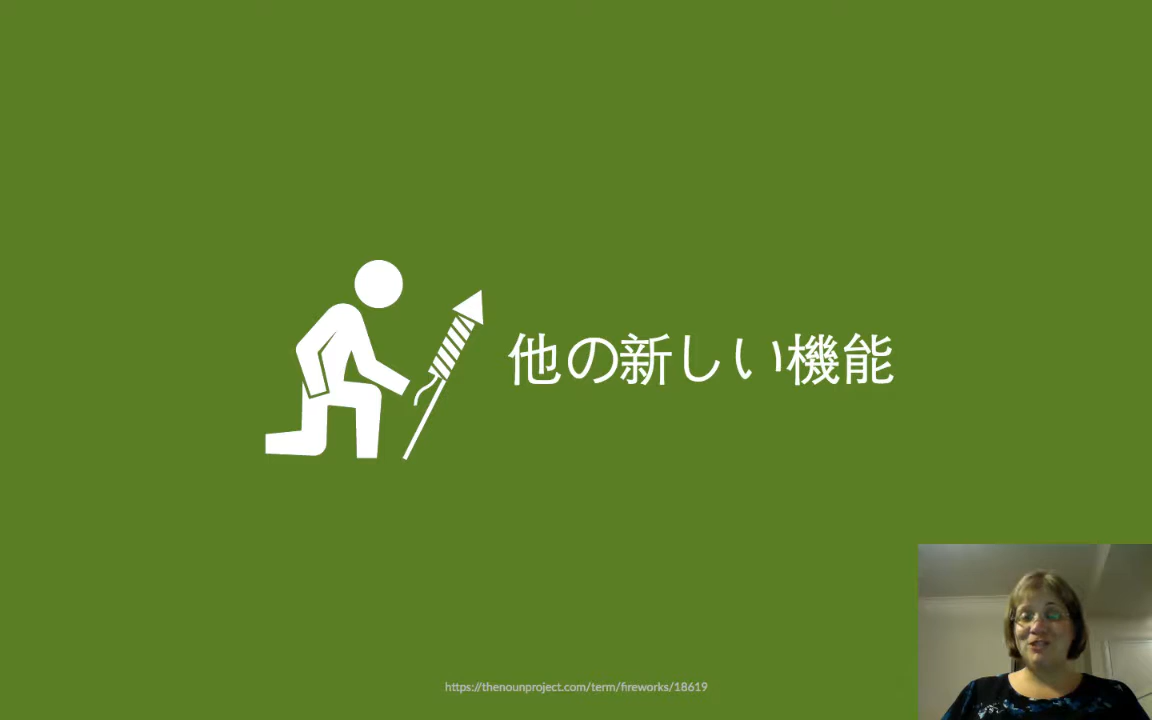 他の新しい機能
https://thenounproject.com/term/fireworks/18619